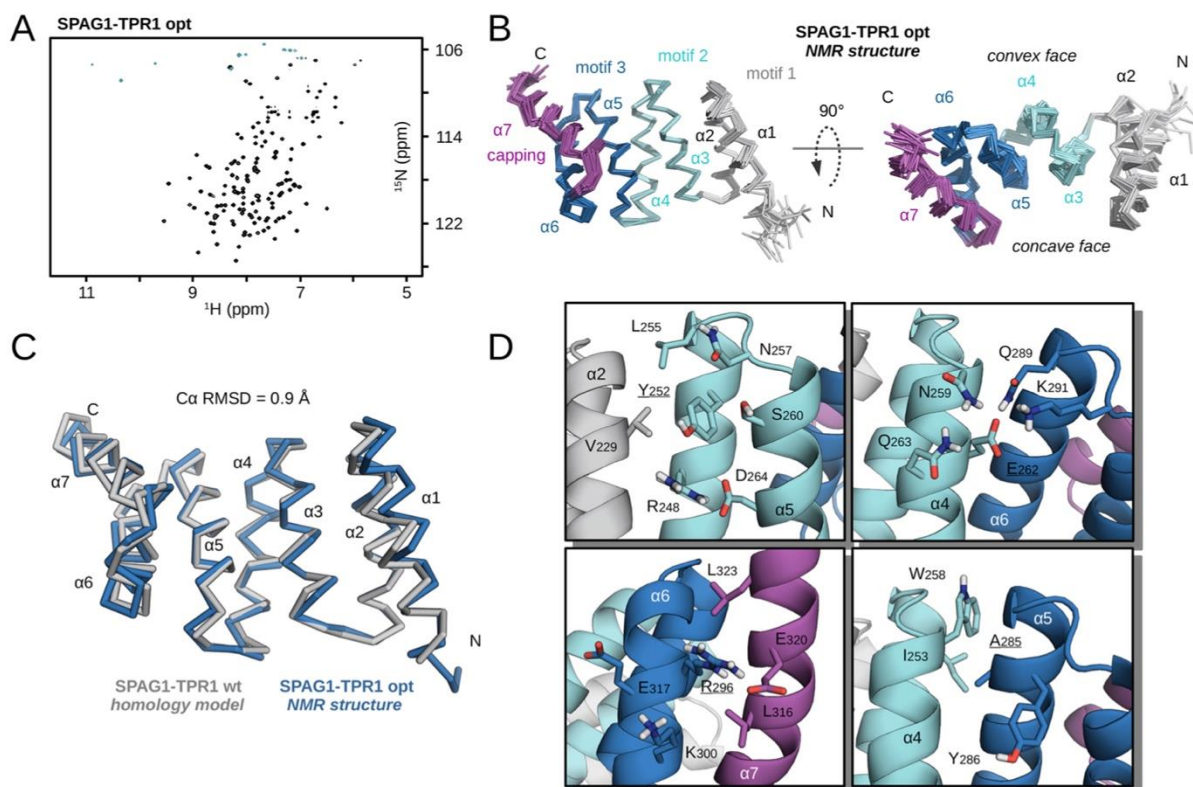 A
SPAG1-TPR1 opt
106
114
122
¹⁵N (ppm)
11
9
7
5
¹H (ppm)
B
SPAG1-TPR1 opt
NMR structure
C
motif 3
motif 2
motif 1
α5
α7
capping
α6
α4
α3
α2
α1
N
90°
convex face
α4
α2
N
C
α6
α7
α5
α3
α1
concave face
C
Cα RMSD = 0.9 Å
C
α7
α6
α5
α4
α3
α2
α1
N
SPAG1-TPR1 wt
homology model
SPAG1-TPR1 opt
NMR structure
D
L255
N257
α2
Y252
S260
V229
D264
R248
α5
Q289
N259
K291
Q263
E262
α4
α6
L323
α6
E320
E317
R296
L316
K300
α7
W258
α5
A285
I253
α4
Y286